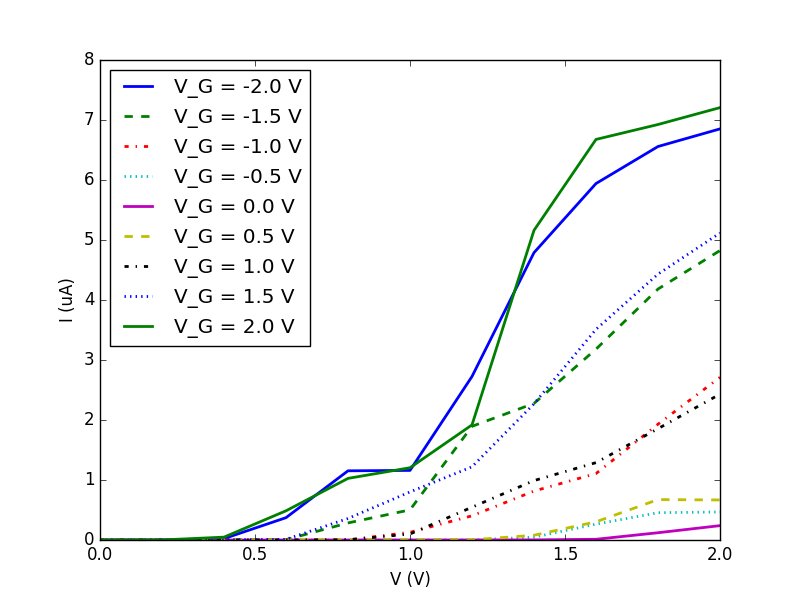 8
7
6
5
4
3
2
1
0
I (uA)
V_G = -2.0 V
V_G = -1.5 V
V_G = -1.0 V
V_G = -0.5 V
V_G = 0.0 V
V_G = 0.5 V
V_G = 1.0 V
V_G = 1.5 V
V_G = 2.0 V
0.0 0.5 1.0 1.5 2.0
V (V)